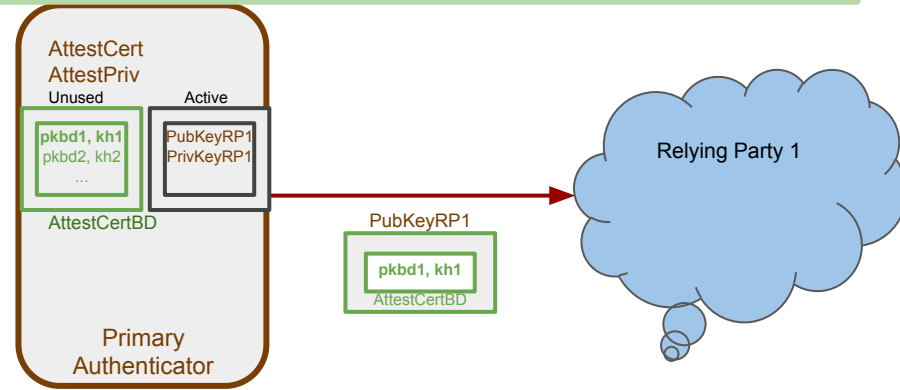 AttestCert
AttestPriv
Unused
Active
pkbd1, kh1
pkbd2, kh2
...
PubKeyRP1
PrivKeyRP1
AttestCertBD
Primary
Authenticator
PubKeyRP1
pkbd1, kh1
AttestCertBD
Relying Party 1